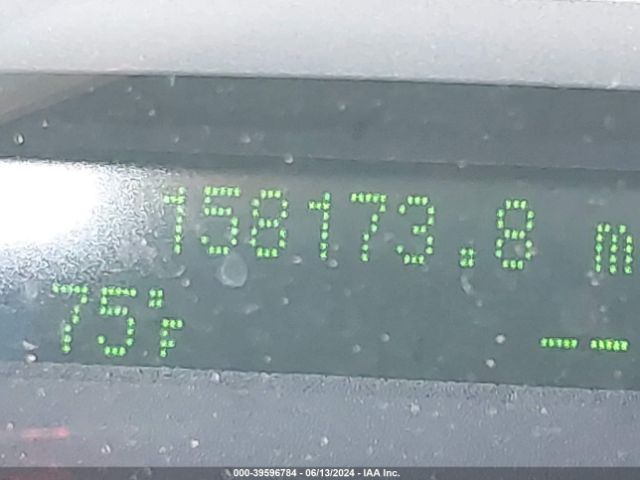 158173.8 m
75°F --
000-39596784 - 06/13/2024 - IAA Inc.